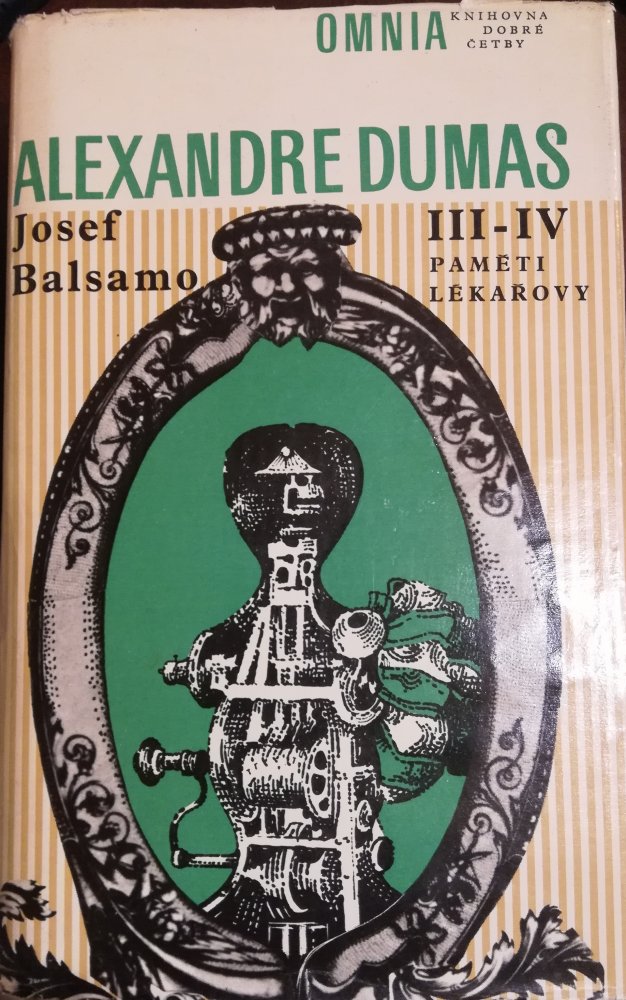 OMNIA
KNIHOVNA
DOBRÉ
ČETBY
ALEXANDRE DUMAS
Josef
Balsamo
III-IV
PAMĚTI
LÉKAŘOVY